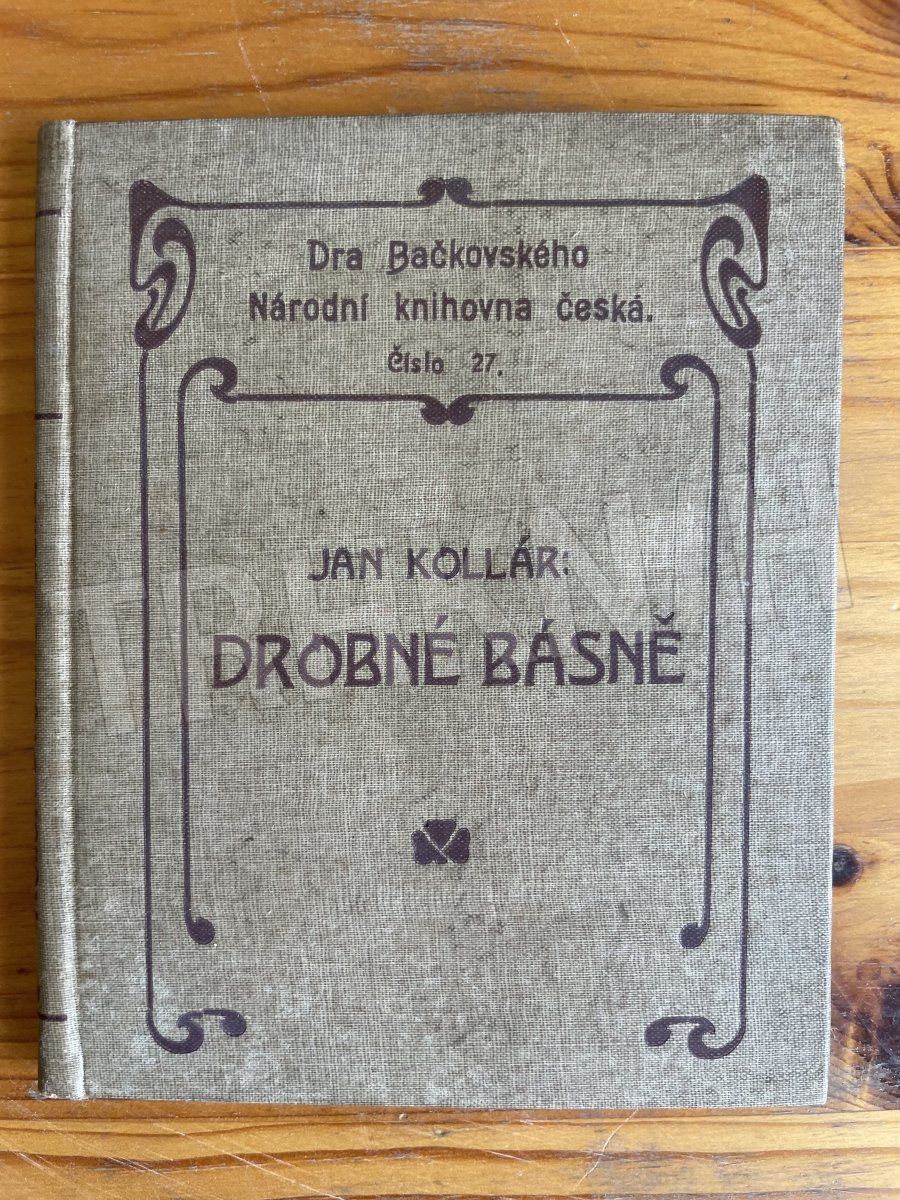 Dra Bačkovského
Národní knihovna česká.
Číslo 27.
JAN KOLLÁR:
DROBNÉ BÁSNĚ